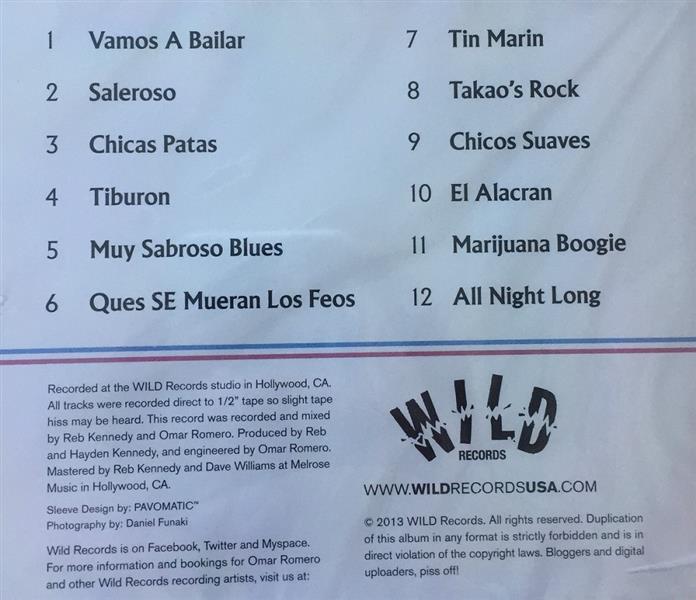 1 Vamos A Bailar
2 Saleroso
3 Chicas Patas
4 Tiburon
5 Muy Sabroso Blues
6 Ques SE Mueran Los Feos
7 Tin Marin
8 Takao's Rock
9 Chicos Suaves
10 El Alacran
11 Marijuana Boogie
12 All Night Long
Recorded at the WILD Records studio in Hollywood, CA.
All tracks were recorded direct to 1/2" tape so slight tape
hiss may be heard. This record was recorded and mixed
by Reb Kennedy and Omar Romero. Produced by Reb
and Hayden Kennedy, and engineered by Omar Romero.
Mastered by Reb Kennedy and Dave Williams at Melrose
Music in Hollywood, CA.
Sleeve Design by: PAVOMATIC™
Photography by: Daniel Funaki
Wild Records is on Facebook, Twitter and Myspace.
For more information and bookings for Omar Romero
and other Wild Records recording artists, visit us at:
WILD
RECORDS
WWW.WILDRECORDSUSA.COM
© 2013 WILD Records. All rights reserved. Duplication
of this album in any format is strictly forbidden and is in
direct violation of the copyright laws. Bloggers and digital
uploaders, piss off!